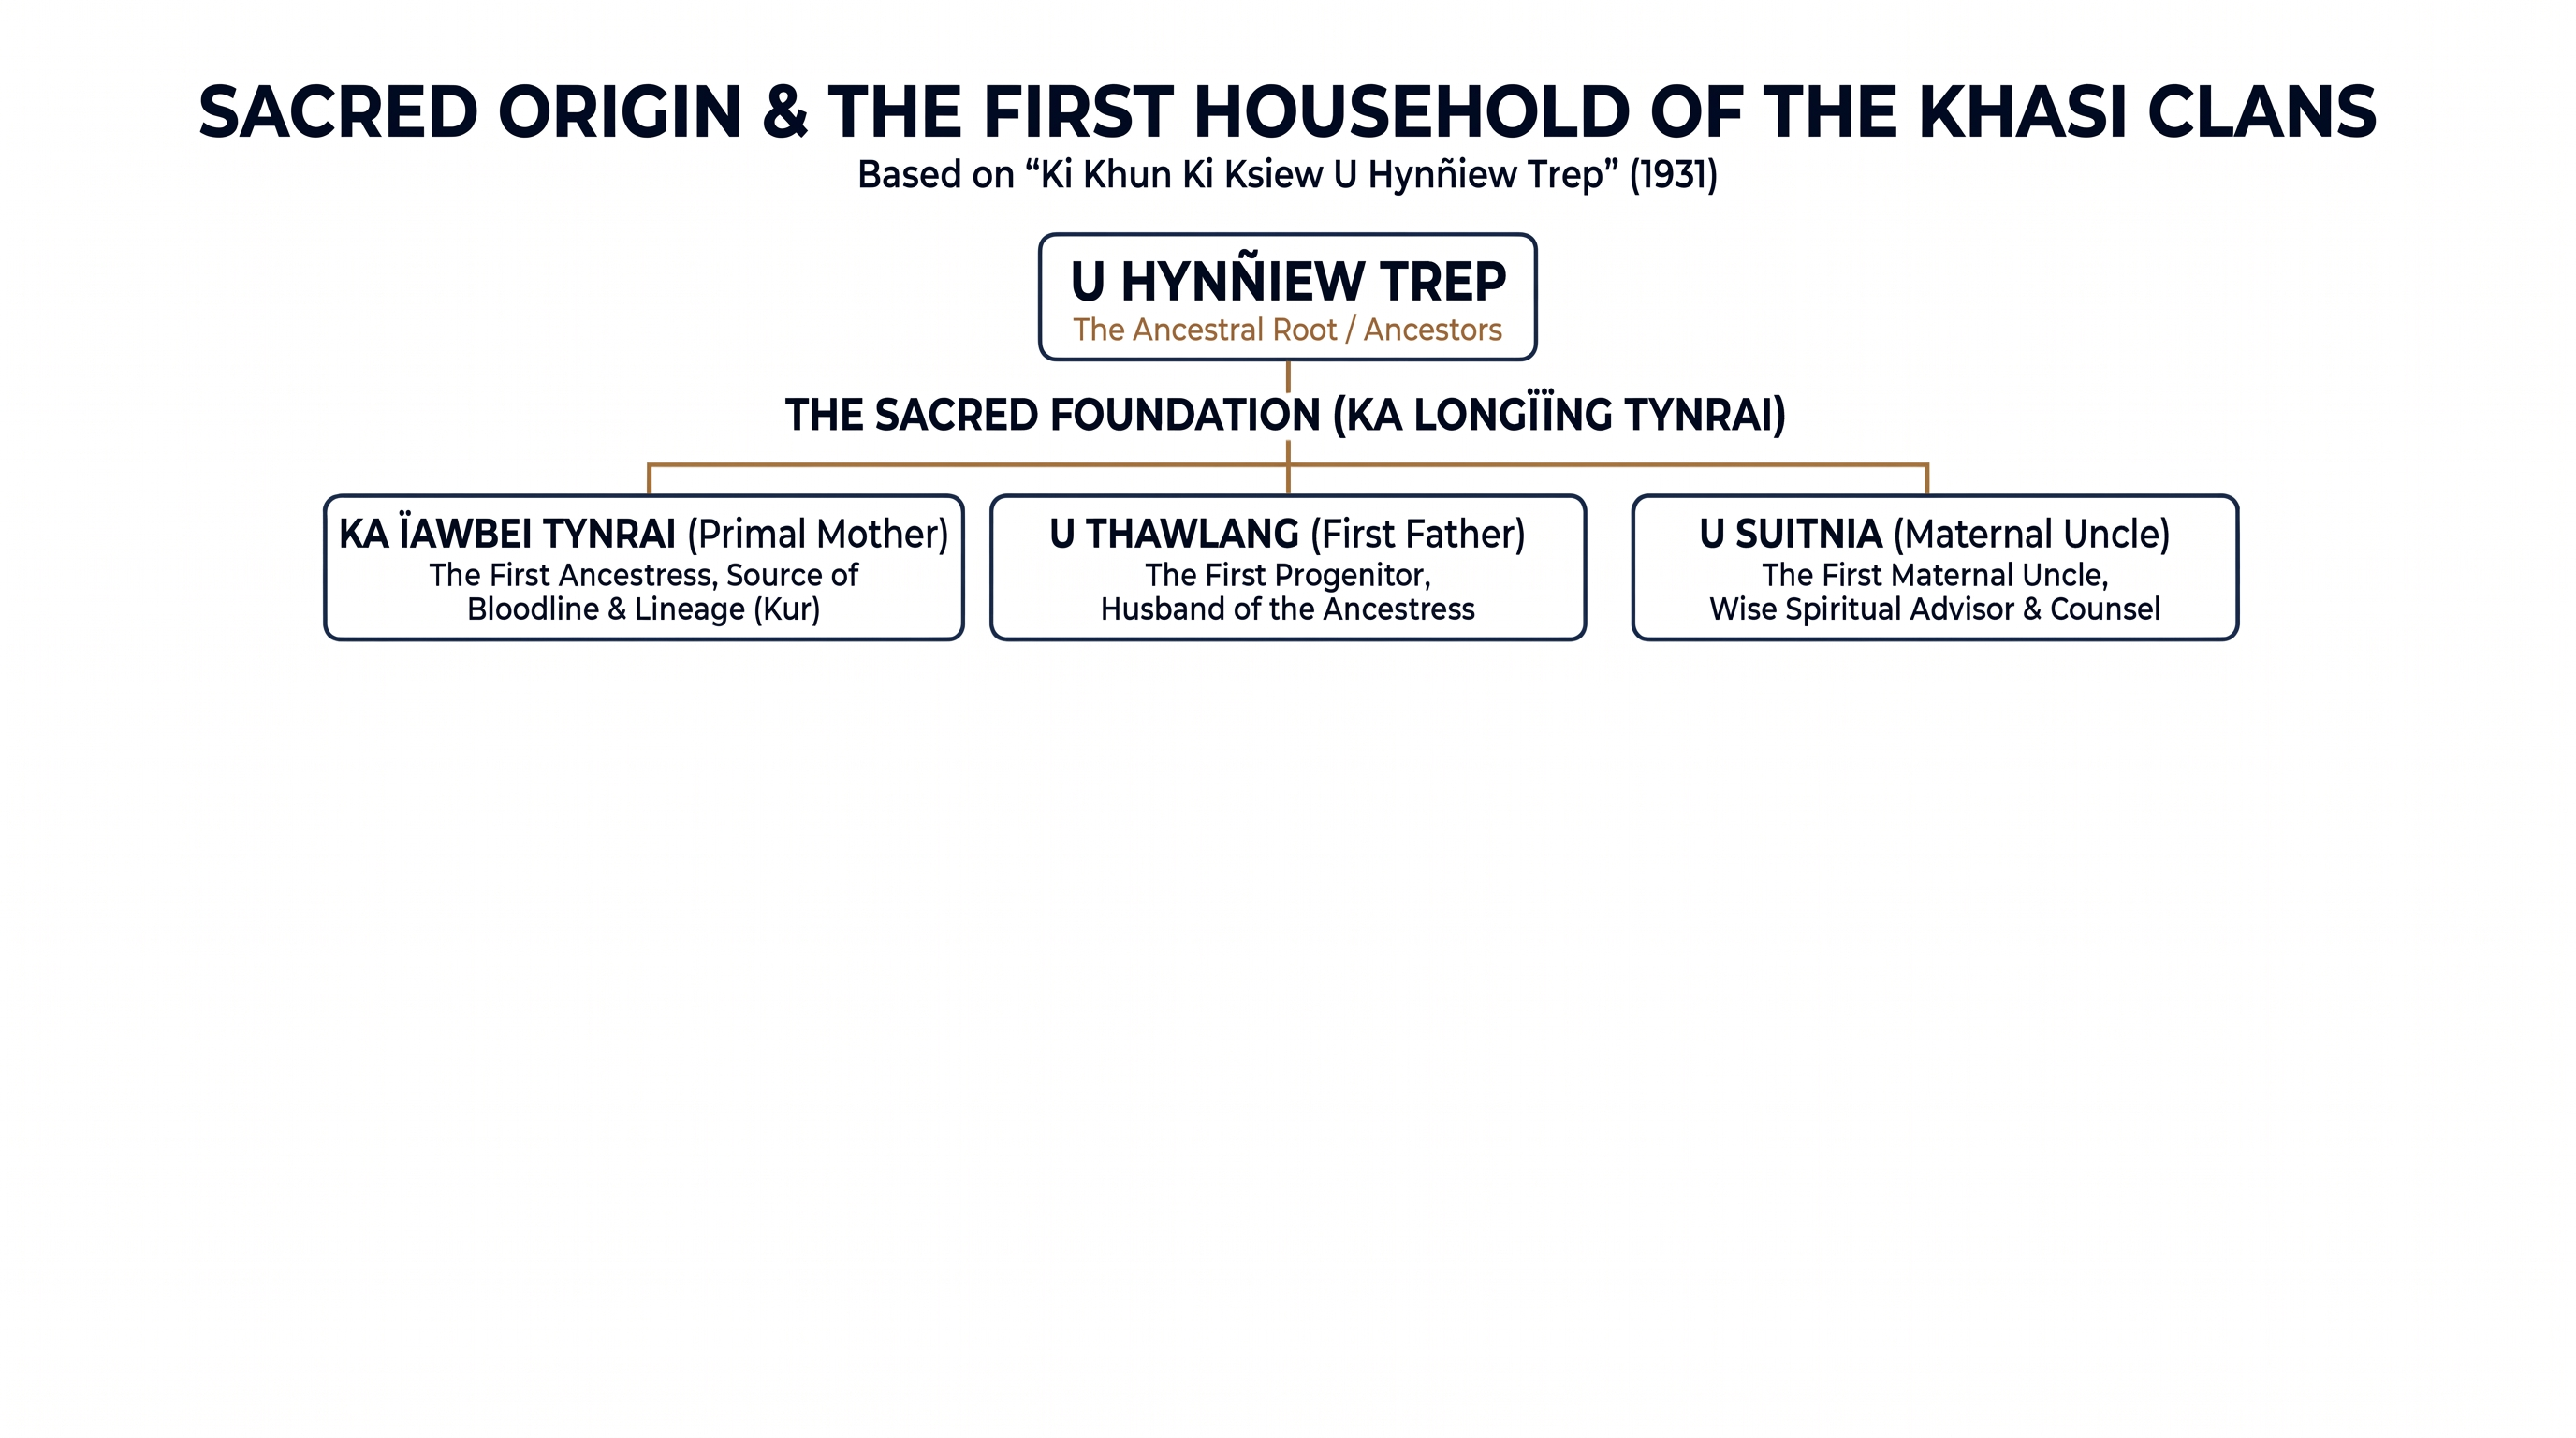 SACRED ORIGIN & THE FIRST HOUSEHOLD OF THE KHASI CLANS
Based on “Ki Khun Ki Ksiew U Hynñiew Trep” (1931)
U HYNÑIEW TREP
The Ancestral Root / Ancestors
THE SACRED FOUNDATION (KA LONGÏÏNG TYNRAI)
KA ÏAWBEI TYNRAI (Primal Mother)
The First Ancestress, Source of
Bloodline & Lineage (Kur)
U THAWLANG (First Father)
The First Progenitor,
Husband of the Ancestress
U SUITNIA (Maternal Uncle)
The First Maternal Uncle,
Wise Spiritual Advisor & Counsel